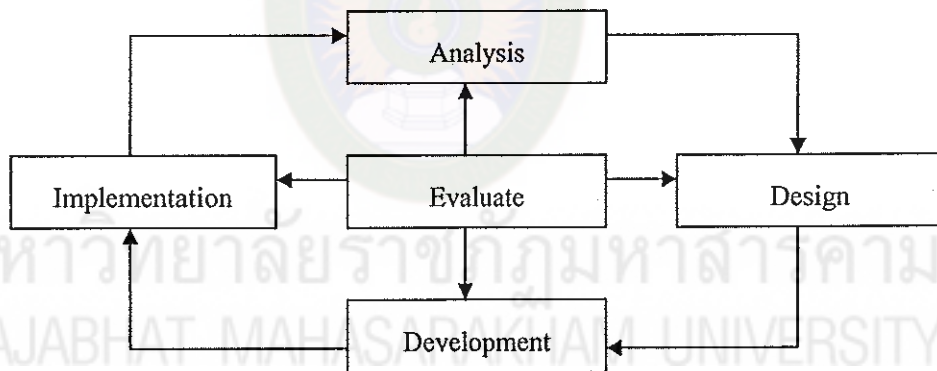 Analysis
Implementation
Evaluate
Design
หาวิทยาลัยราชภัฏมหาสารคาม
RAJABHAT MAHASARAKHAM UNIVERSITY
Development